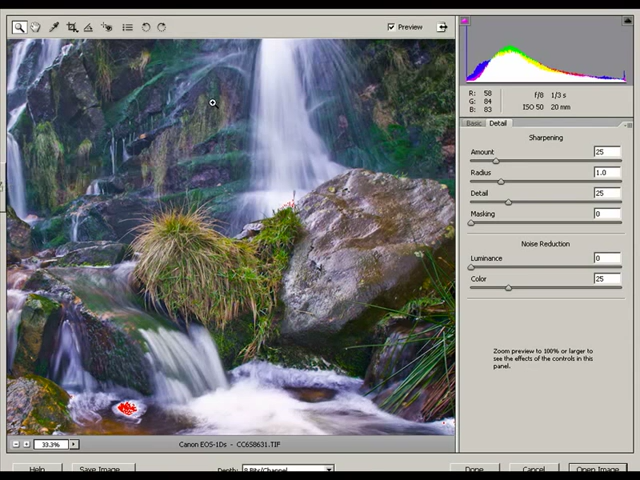 Preview
R: 58
G: 84
B: 83
f/8 1/3 s
ISO 50 20 mm
Basic Detail
Sharpening
Amount 25
Radius 1.0
Detail 25
Masking 0
Noise Reduction
Luminance 0
Color 25
Zoom preview to 100% or larger to
see the effects of the controls in this
panel.
33.3%
Canon EOS-1Ds - CC658631.TIF
Help Save Image Depth: 8 Bits/Channel Done Cancel Open Image